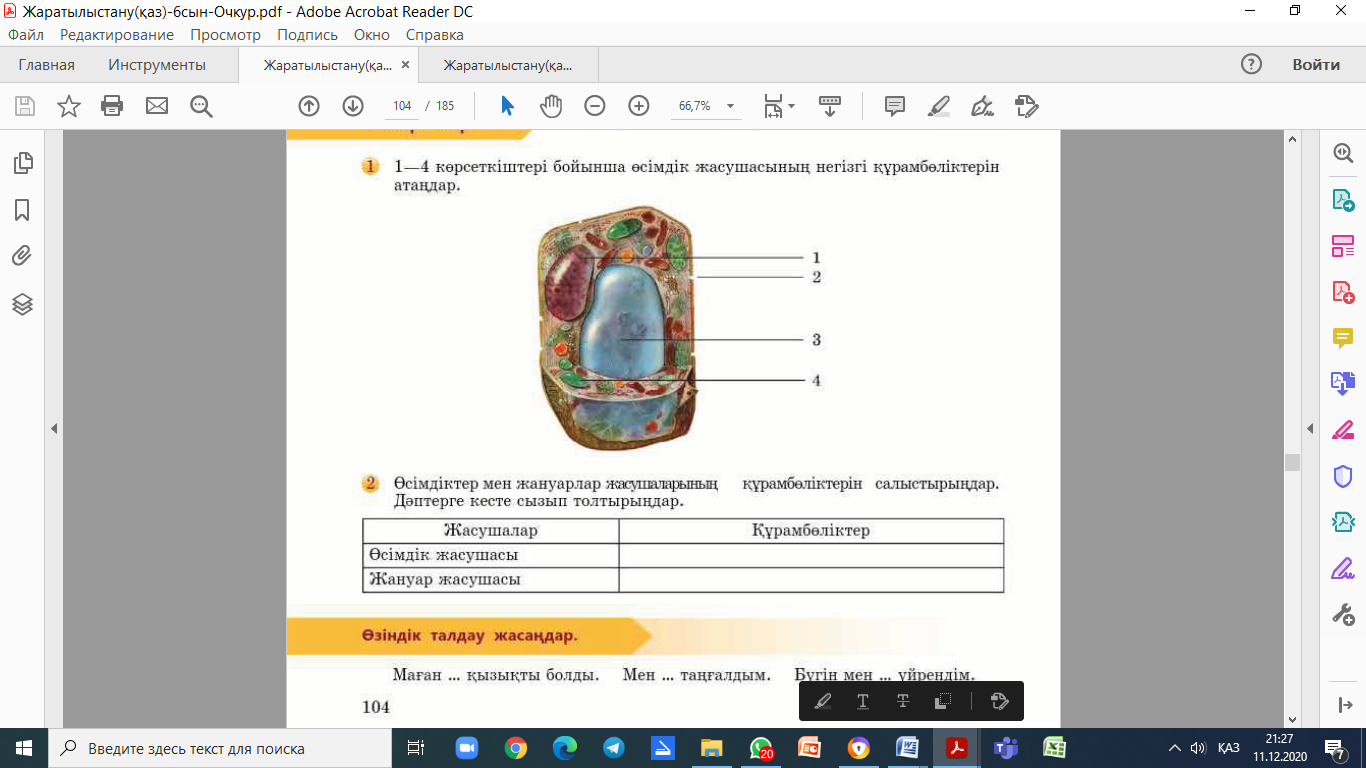 Жаратылыстану(қаз)-6сын-Очкур.pdf - Adobe Acrobat Reader DC
Файл Редактирование Просмотр Подпись Окно Справка
Главная Инструменты Жаратылыстану(қа... × Жаратылыстану(қа... Войти
104 / 185 66,7%
1 1—4 көрсеткіштері бойынша өсімдік жасушасының негізгі құрамбөліктерін
атаңдар.
1
2
3
4
2 Өсімдіктер мен жануарлар жасушаларының құрамбөліктерін салыстырыңдар.
Дәптерге кесте сызып толтырыңдар.
Жасушалар Құрамбөліктер
Өсімдік жасушасы
Жануар жасушасы
Өзіндік талдау жасаңдар.
Маған ... қызықты болды. Мен ... таңғалдым. Бүгін мен ... үйрендім.
104
Введите здесь текст для поиска
20
ҚАЗ
21:27
11.12.2020
7